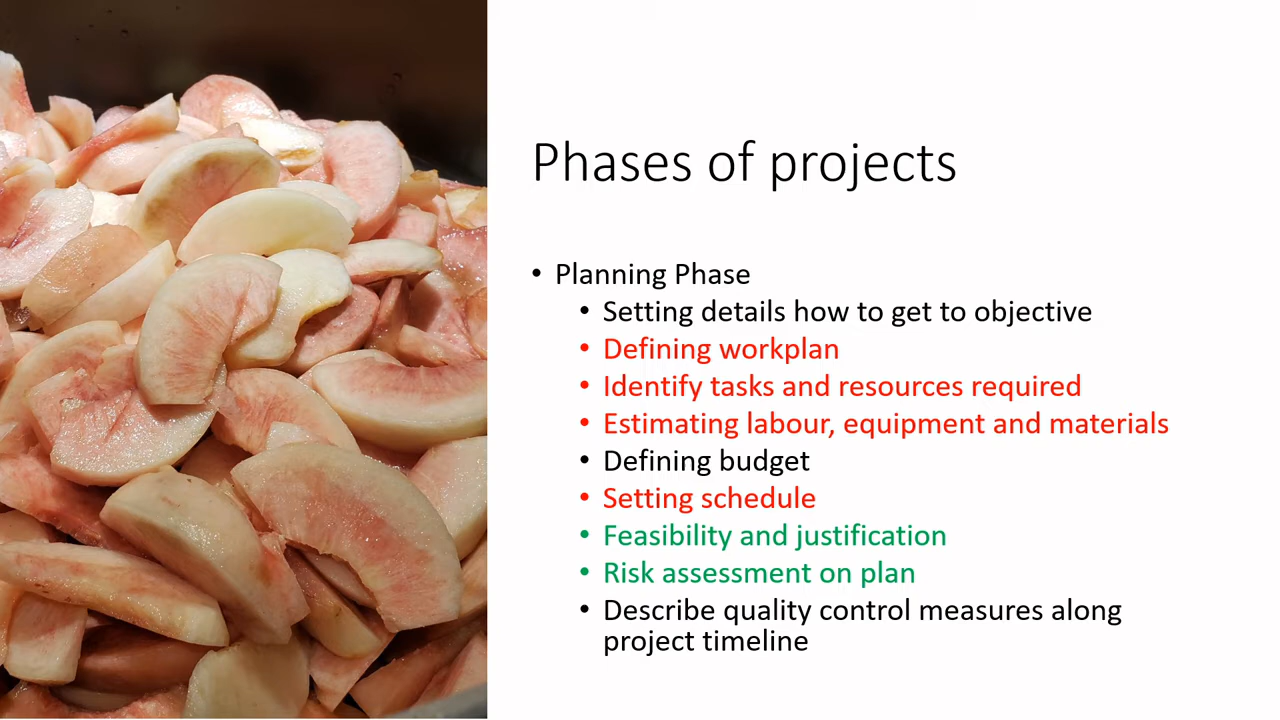 Phases of projects
• Planning Phase
• Setting details how to get to objective
• Defining workplan
• Identify tasks and resources required
• Estimating labour, equipment and materials
• Defining budget
• Setting schedule
• Feasibility and justification
• Risk assessment on plan
• Describe quality control measures along
project timeline